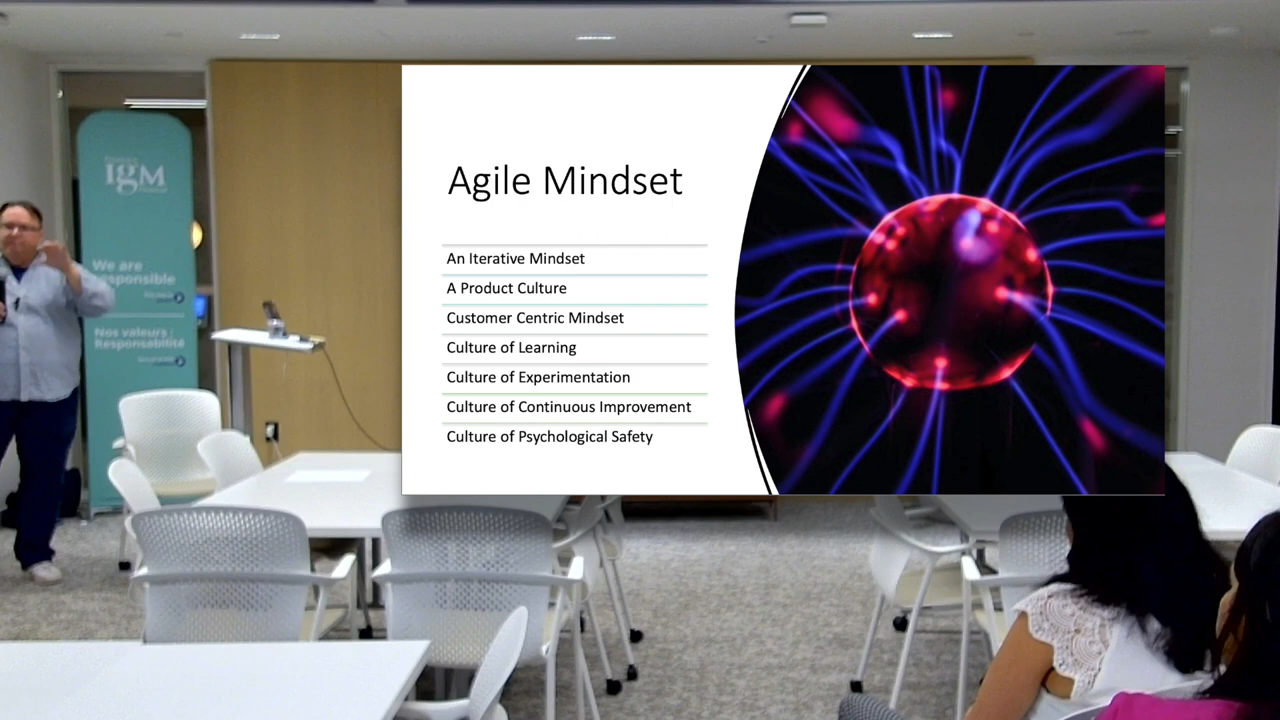 IgM
We are
responsible
Nos valeurs :
Responsabilité
Agile Mindset
An Iterative Mindset
A Product Culture
Customer Centric Mindset
Culture of Learning
Culture of Experimentation
Culture of Continuous Improvement
Culture of Psychological Safety